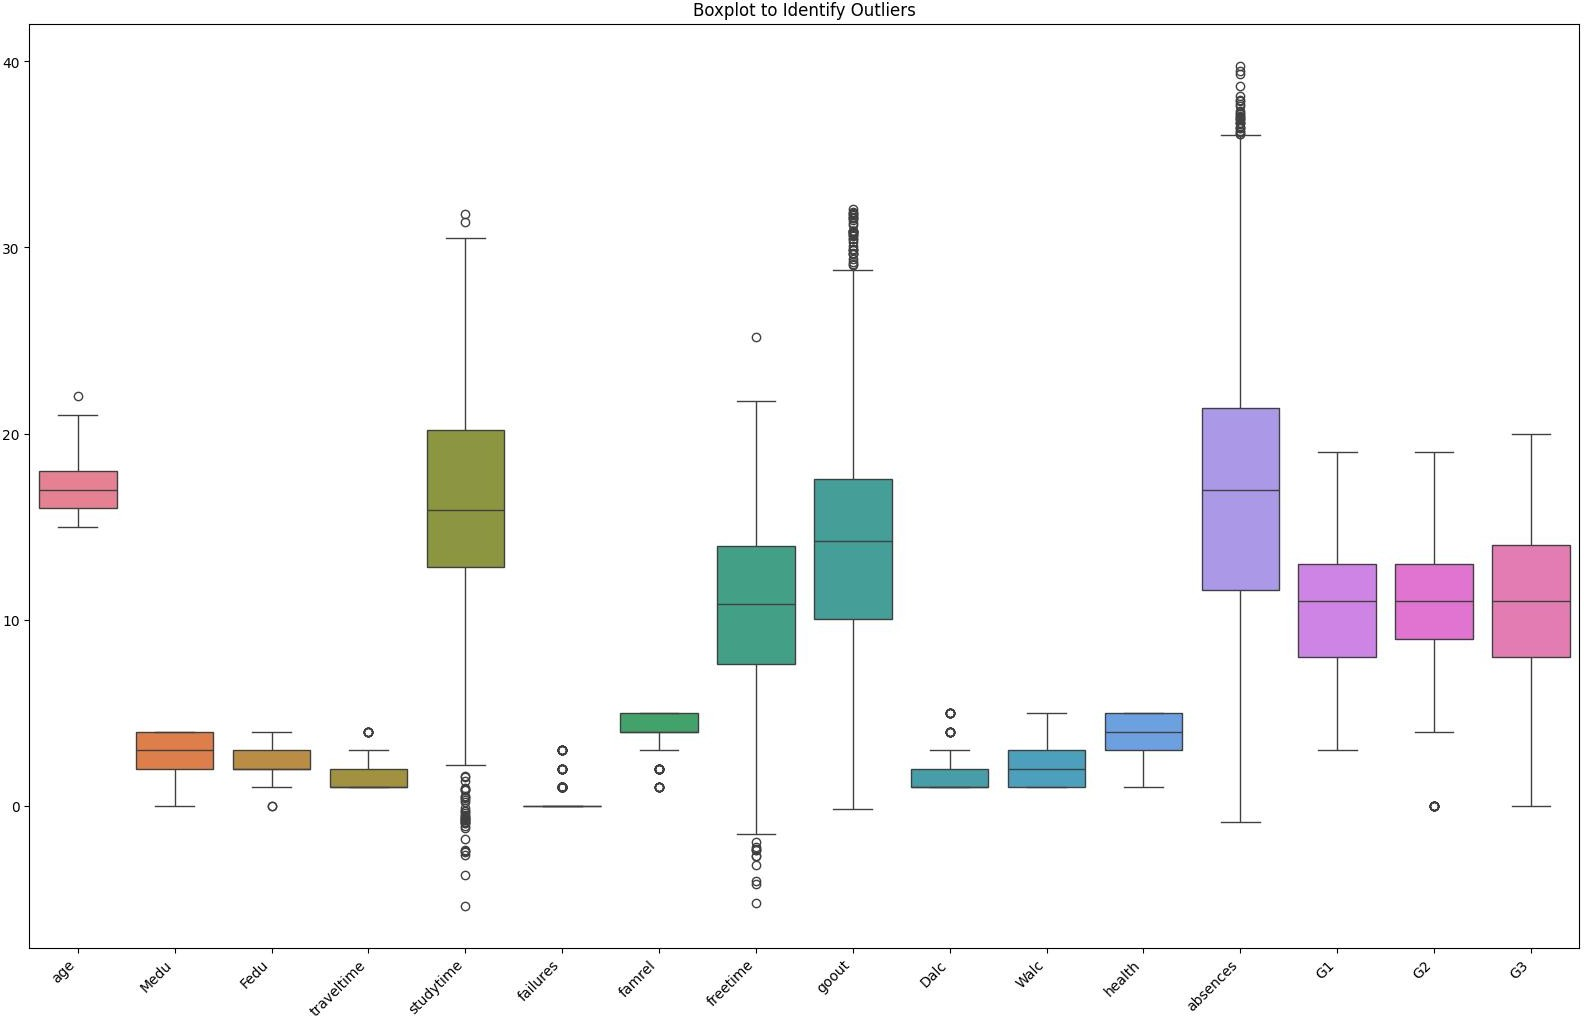 Boxplot to Identify Outliers
40
30
20
10
0
age
Medu
Fedu
traveltime
studytime
failures
famrel
freetime
goout
Dalc
Walc
health
absences
G1
G2
G3